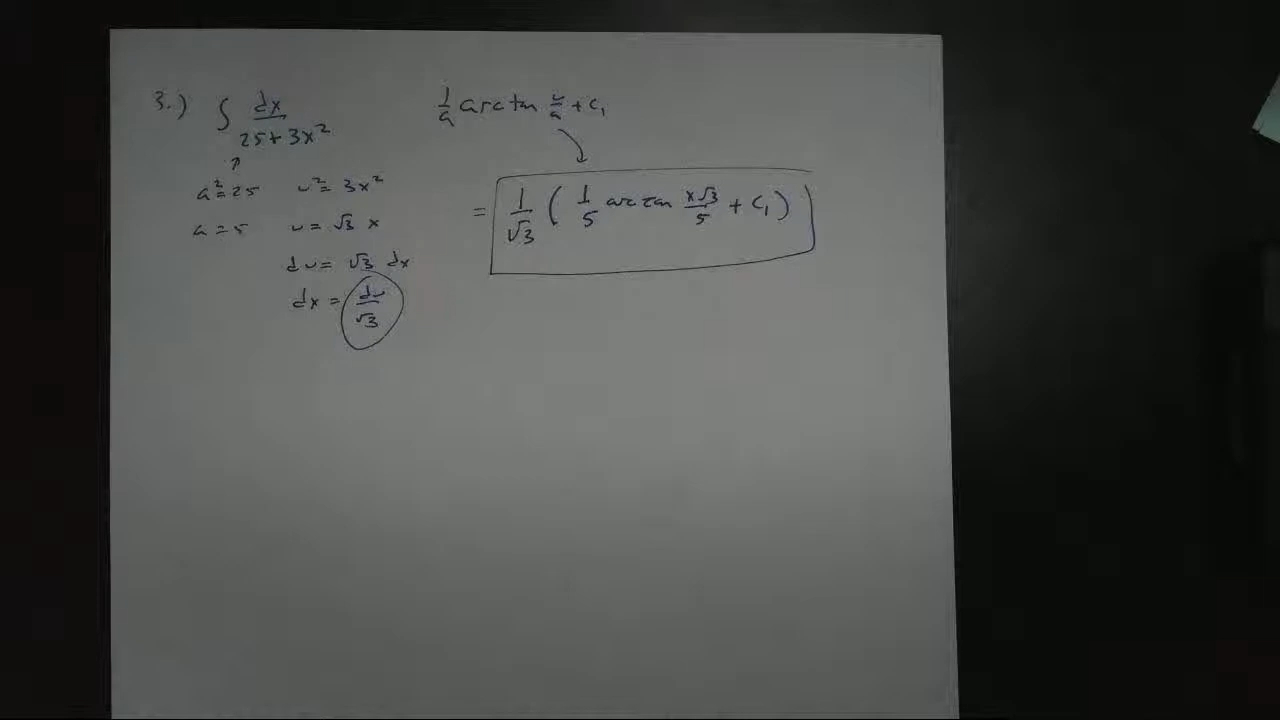 3.) ∫ dx / 25+3x²
1/a arctan u/a + C₁
a²=25 u²= 3x²
a=5 u= √3 x
du= √3 dx
dx = du/√3
= 1/√3 ( 1/5 arctan x√3/5 + C₁ )